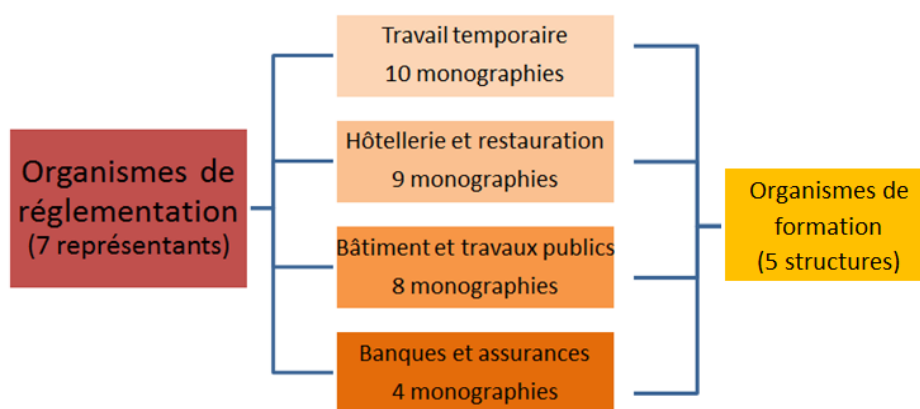 Organismes de
réglementation
(7 représentants)
Travail temporaire
10 monographies
Hôtellerie et restauration
9 monographies
Bâtiment et travaux publics
8 monographies
Banques et assurances
4 monographies
Organismes de
formation
(5 structures)